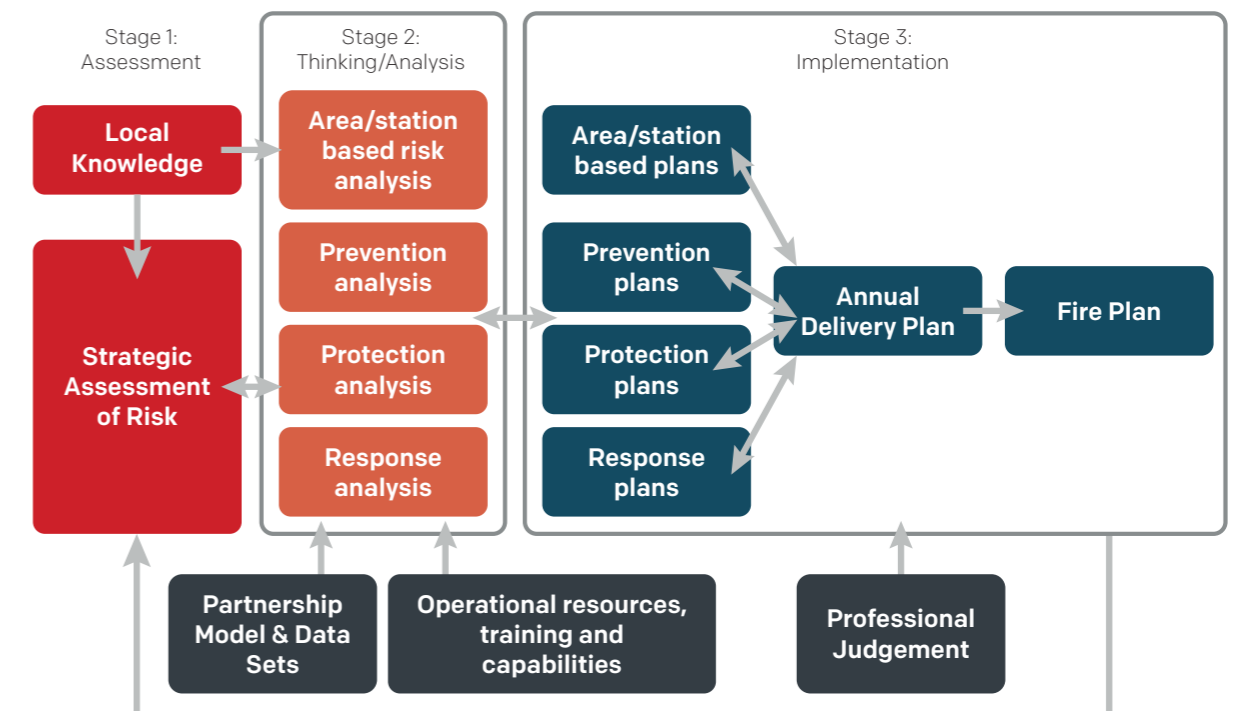 Stage 1:
Assessment
Local
Knowledge
Strategic
Assessment
of Risk
Stage 2:
Thinking/Analysis
Area/station
based risk
analysis
Prevention
analysis
Protection
analysis
Response
analysis
Stage 3:
Implementation
Area/station
based plans
Prevention
plans
Protection
plans
Response
plans
Annual
Delivery Plan
Fire Plan
Partnership
Model & Data
Sets
Operational resources,
training and
capabilities
Professional
Judgement